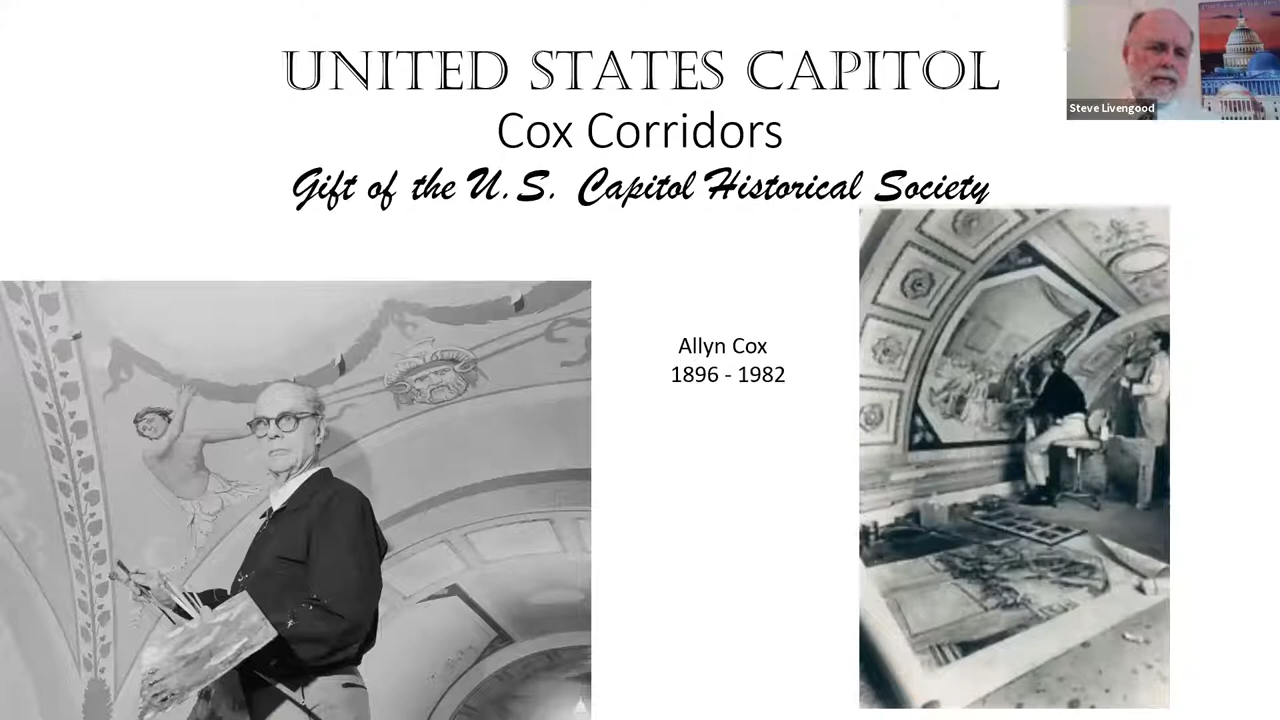 UNITED STATES CAPITOL
Cox Corridors
Gift of the U.S. Capitol Historical Society
Steve Livengood
Allyn Cox
1896 - 1982